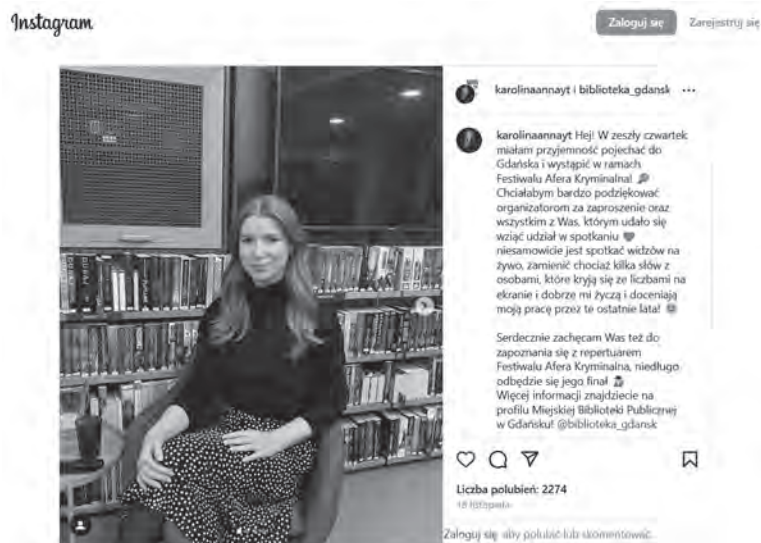 Instagram
Zaloguj się
Zarejestruj się
karolinaannayt i biblioteka_gdansk ...
karolinaannayt Hej! W zeszły czwartek
miałam przyjemność pojechać do
Gdańska i wystąpić w ramach
Festiwalu Afera Kryminalna!
Chciałabym bardzo podziękować
organizatorom za zaproszenie oraz
wszystkim z Was, którym udało się
wziąć udział w spotkaniu
niesamowicie jest spotkać widzów na
żywo, zamienić chociaż kilka słów z
osobami, które kryją się ze liczbami na
ekranie i dobrze mi życzą i doceniają
moją pracę przez te ostatnie lata!
Serdecznie zachęcam Was też do
zapoznania się z repertuarem
Festiwalu Afera Kryminalna, niedługo
odbędzie się jego finał
Więcej informacji znajdziecie na
profilu Miejskiej Biblioteki Publicznej
w Gdańsku! @biblioteka_gdansk
Liczba polubień: 2274
18 listopada
Zaloguj się aby polubić lub skomentować.